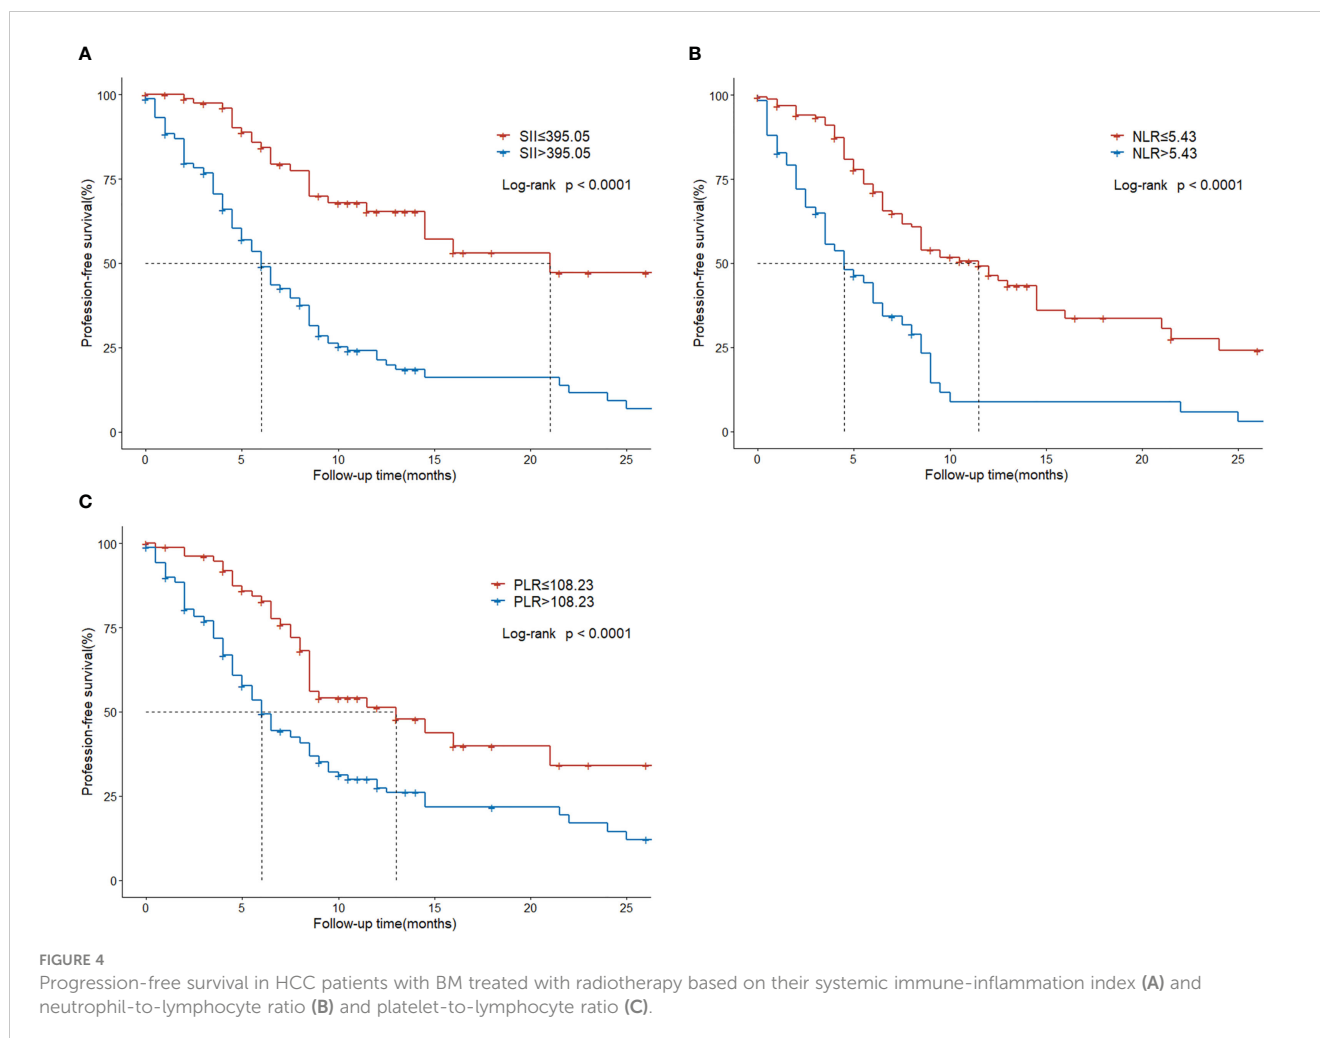 A
100
75
50
25
0
Profession-free survival(%)
SII≤395.05
SII>395.05
Log-rank p < 0.0001
0 5 10 15 20 25
Follow-up time(months)
B
100
75
50
25
0
Profession-free survival(%)
NLR≤5.43
NLR>5.43
Log-rank p < 0.0001
0 5 10 15 20 25
Follow-up time(months)
C
100
75
50
25
0
Profession-free survival(%)
PLR≤108.23
PLR>108.23
Log-rank p < 0.0001
0 5 10 15 20 25
Follow-up time(months)
FIGURE 4
Progression-free survival in HCC patients with BM treated with radiotherapy based on their systemic immune-inflammation index (A) and
neutrophil-to-lymphocyte ratio (B) and platelet-to-lymphocyte ratio (C).